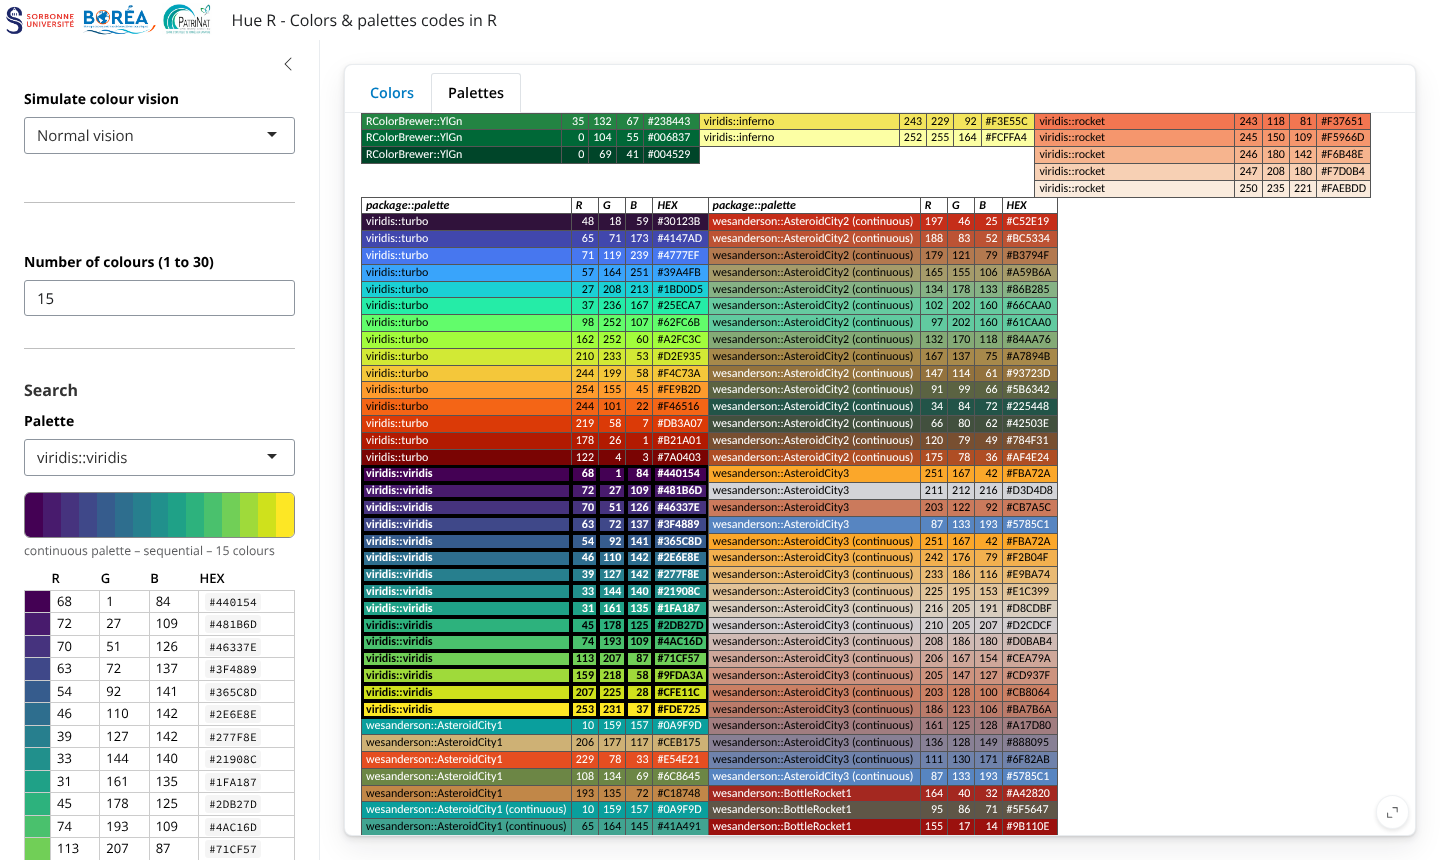 SORBONNE UNIVERSITÉ BORÉA PATRINAT Hue R - Colors & palettes codes in R
Simulate colour vision
Normal vision
Number of colours (1 to 30)
15
Search
Palette
viridis::viridis
continuous palette – sequential – 15 colours
R G B HEX
68 1 84 #440154
72 27 109 #481B6D
70 51 126 #46337E
63 72 137 #3F4889
54 92 141 #365C8D
46 110 142 #2E6E8E
39 127 142 #277F8E
33 144 140 #21908C
31 161 135 #1FA187
45 178 125 #2DB27D
74 193 109 #4AC16D
113 207 87 #71CF57
Colors Palettes
RColorBrewer::YlGn 35 132 67 #238443 viridis::inferno 243 229 92 #F3E55C viridis::rocket 243 118 81 #F37651
RColorBrewer::YlGn 0 104 55 #006837 viridis::inferno 252 255 164 #FCFFA4 viridis::rocket 245 150 109 #F5966D
RColorBrewer::YlGn 0 69 41 #004529 viridis::rocket 246 180 142 #F6B48E
viridis::rocket 247 208 180 #F7D0B4
viridis::rocket 250 235 221 #FAEBDD
package::palette R G B HEX package::palette R G B HEX
viridis::turbo 48 18 59 #30123B wesanderson::AsteroidCity2 (continuous) 197 46 25 #C52E19
viridis::turbo 65 71 173 #4147AD wesanderson::AsteroidCity2 (continuous) 188 83 52 #BC5334
viridis::turbo 71 119 239 #4777EF wesanderson::AsteroidCity2 (continuous) 179 121 79 #B3794F
viridis::turbo 57 164 251 #39A4FB wesanderson::AsteroidCity2 (continuous) 165 155 106 #A59B6A
viridis::turbo 27 208 213 #1BD0D5 wesanderson::AsteroidCity2 (continuous) 134 178 133 #86B285
viridis::turbo 37 236 167 #25ECA7 wesanderson::AsteroidCity2 (continuous) 102 202 160 #66CAA0
viridis::turbo 98 252 107 #62FC6B wesanderson::AsteroidCity2 (continuous) 97 202 160 #61CAA0
viridis::turbo 162 252 60 #A2FC3C wesanderson::AsteroidCity2 (continuous) 132 170 118 #84AA76
viridis::turbo 210 233 53 #D2E935 wesanderson::AsteroidCity2 (continuous) 167 137 75 #A7894B
viridis::turbo 244 199 58 #F4C73A wesanderson::AsteroidCity2 (continuous) 147 114 61 #93723D
viridis::turbo 254 155 45 #FE9B2D wesanderson::AsteroidCity2 (continuous) 91 99 66 #5B6342
viridis::turbo 244 101 22 #F46516 wesanderson::AsteroidCity2 (continuous) 34 84 72 #225448
viridis::turbo 219 58 7 #DB3A07 wesanderson::AsteroidCity2 (continuous) 66 80 62 #42503E
viridis::turbo 178 26 1 #B21A01 wesanderson::AsteroidCity2 (continuous) 120 79 49 #784F31
viridis::turbo 122 4 3 #7A0403 wesanderson::AsteroidCity2 (continuous) 175 78 36 #AF4E24
viridis::viridis 68 1 84 #440154 wesanderson::AsteroidCity3 251 167 42 #FBA72A
viridis::viridis 72 27 109 #481B6D wesanderson::AsteroidCity3 211 212 216 #D3D4D8
viridis::viridis 70 51 126 #46337E wesanderson::AsteroidCity3 203 122 92 #CB7A5C
viridis::viridis 63 72 137 #3F4889 wesanderson::AsteroidCity3 87 133 193 #5785C1
viridis::viridis 54 92 141 #365C8D wesanderson::AsteroidCity3 (continuous) 251 167 42 #FBA72A
viridis::viridis 46 110 142 #2E6E8E wesanderson::AsteroidCity3 (continuous) 242 176 79 #F2B04F
viridis::viridis 39 127 142 #277F8E wesanderson::AsteroidCity3 (continuous) 233 186 116 #E9BA74
viridis::viridis 33 144 140 #21908C wesanderson::AsteroidCity3 (continuous) 225 195 153 #E1C399
viridis::viridis 31 161 135 #1FA187 wesanderson::AsteroidCity3 (continuous) 216 205 191 #D8CDBF
viridis::viridis 45 178 125 #2DB27D wesanderson::AsteroidCity3 (continuous) 210 205 207 #D2CDCF
viridis::viridis 74 193 109 #4AC16D wesanderson::AsteroidCity3 (continuous) 208 186 180 #D0BAB4
viridis::viridis 113 207 87 #71CF57 wesanderson::AsteroidCity3 (continuous) 206 167 154 #CEA79A
viridis::viridis 159 218 58 #9FDA3A wesanderson::AsteroidCity3 (continuous) 205 147 127 #CD937F
viridis::viridis 207 225 28 #CFE11C wesanderson::AsteroidCity3 (continuous) 203 128 100 #CB8064
viridis::viridis 253 231 37 #FDE725 wesanderson::AsteroidCity3 (continuous) 186 123 106 #BA7B6A
wesanderson::AsteroidCity1 10 159 157 #0A9F9D wesanderson::AsteroidCity3 (continuous) 161 125 128 #A17D80
wesanderson::AsteroidCity1 206 177 117 #CEB175 wesanderson::AsteroidCity3 (continuous) 136 128 149 #888095
wesanderson::AsteroidCity1 229 78 33 #E54E21 wesanderson::AsteroidCity3 (continuous) 111 130 171 #6F82AB
wesanderson::AsteroidCity1 108 134 69 #6C8645 wesanderson::AsteroidCity3 (continuous) 87 133 193 #5785C1
wesanderson::AsteroidCity1 193 135 72 #C18748 wesanderson::BottleRocket1 164 40 32 #A42820
wesanderson::AsteroidCity1 (continuous) 10 159 157 #0A9F9D wesanderson::BottleRocket1 95 86 71 #5F5647
wesanderson::AsteroidCity1 (continuous) 65 164 145 #41A491 wesanderson::BottleRocket1 155 17 14 #9B110E